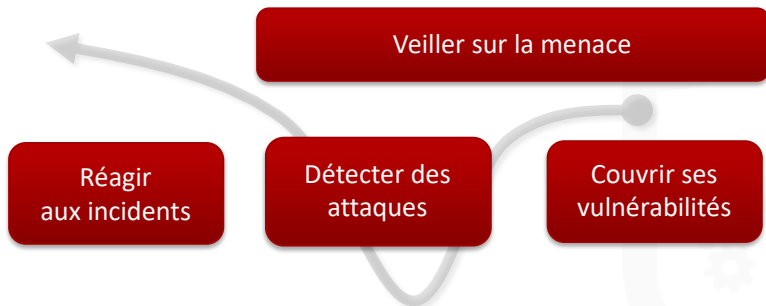 Veiller sur la menace
Réagir
aux incidents
Détecter des
attaques
Couvrir ses
vulnérabilités